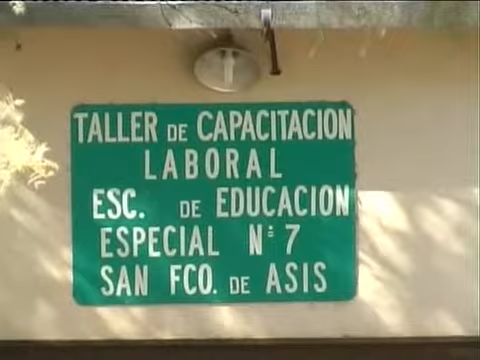 TALLER DE CAPACITACION
LABORAL
ESC. DE EDUCACION
ESPECIAL Nº 7
SAN FCO. DE ASIS